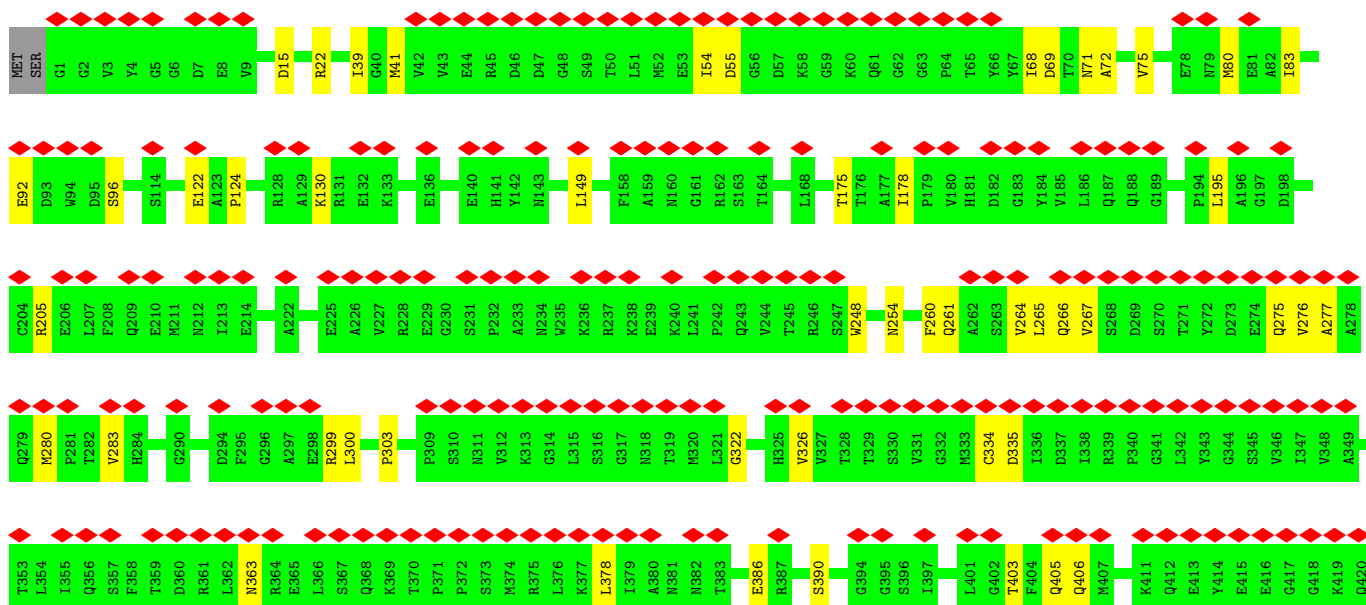 MET SER G1 G2 V3 Y4 G5 G6 D7 E8 V9 D15 R22 I39 G40 M41 V42 V43 E44 R45 D46 D47 G48 S49 T50 L51 M52 E53 I54 D55 G56 D57 K58 G59 K60 Q61 G62 G63 P64 T65 Y66 Y67 I68 D69 T70 N71 A72 V75 E78 N79 M80 E81 A82 I83
E92 D93 W94 D95 S96 S114 E122 A123 P124 R128 A129 K130 R131 E132 K133 E136 E140 H141 Y142 N143 L149 F158 A159 N160 G161 R162 S163 T164 L168 T175 T176 A177 I178 P179 V180 H181 D182 G183 Y184 V185 L186 Q187 Q188 G189 P194 L195 A196 G197 D198
C204 R205 E206 L207 F208 Q209 E210 M211 N212 I213 E214 A222 E225 A226 V227 R228 E229 G230 S231 P232 A233 N234 W235 K236 R237 K238 E239 K240 L241 P242 Q243 V244 T245 R246 S247 W248 N254 F260 Q261 A262 S263 V264 L265 Q266 V267 S268 D269 S270 T271 Y272 D273 E274 Q275 V276 A277 A278
Q279 M280 P281 T282 V283 H284 G290 D294 F295 G296 A297 E298 R299 L300 P303 P309 S310 N311 V312 K313 G314 L315 S316 G317 N318 T319 M320 L321 G322 H325 V326 V327 T328 T329 S330 V331 G332 M333 C334 D335 I336 D337 I338 R339 P340 G341 L342 Y343 G344 S345 V346 I347 V348 A349
T353 L354 I355 Q356 S357 F358 T359 D360 R361 L362 N363 R364 E365 L366 S367 Q368 K369 T370 P371 P372 S373 M374 R375 L376 K377 L378 I379 A380 N381 N382 T383 E386 R387 S390 G394 G395 S396 I397 L401 G402 T403 F404 Q405 Q406 M407 K411 Q412 E413 Y414 E415 E416 G417 G418 K419 Q420